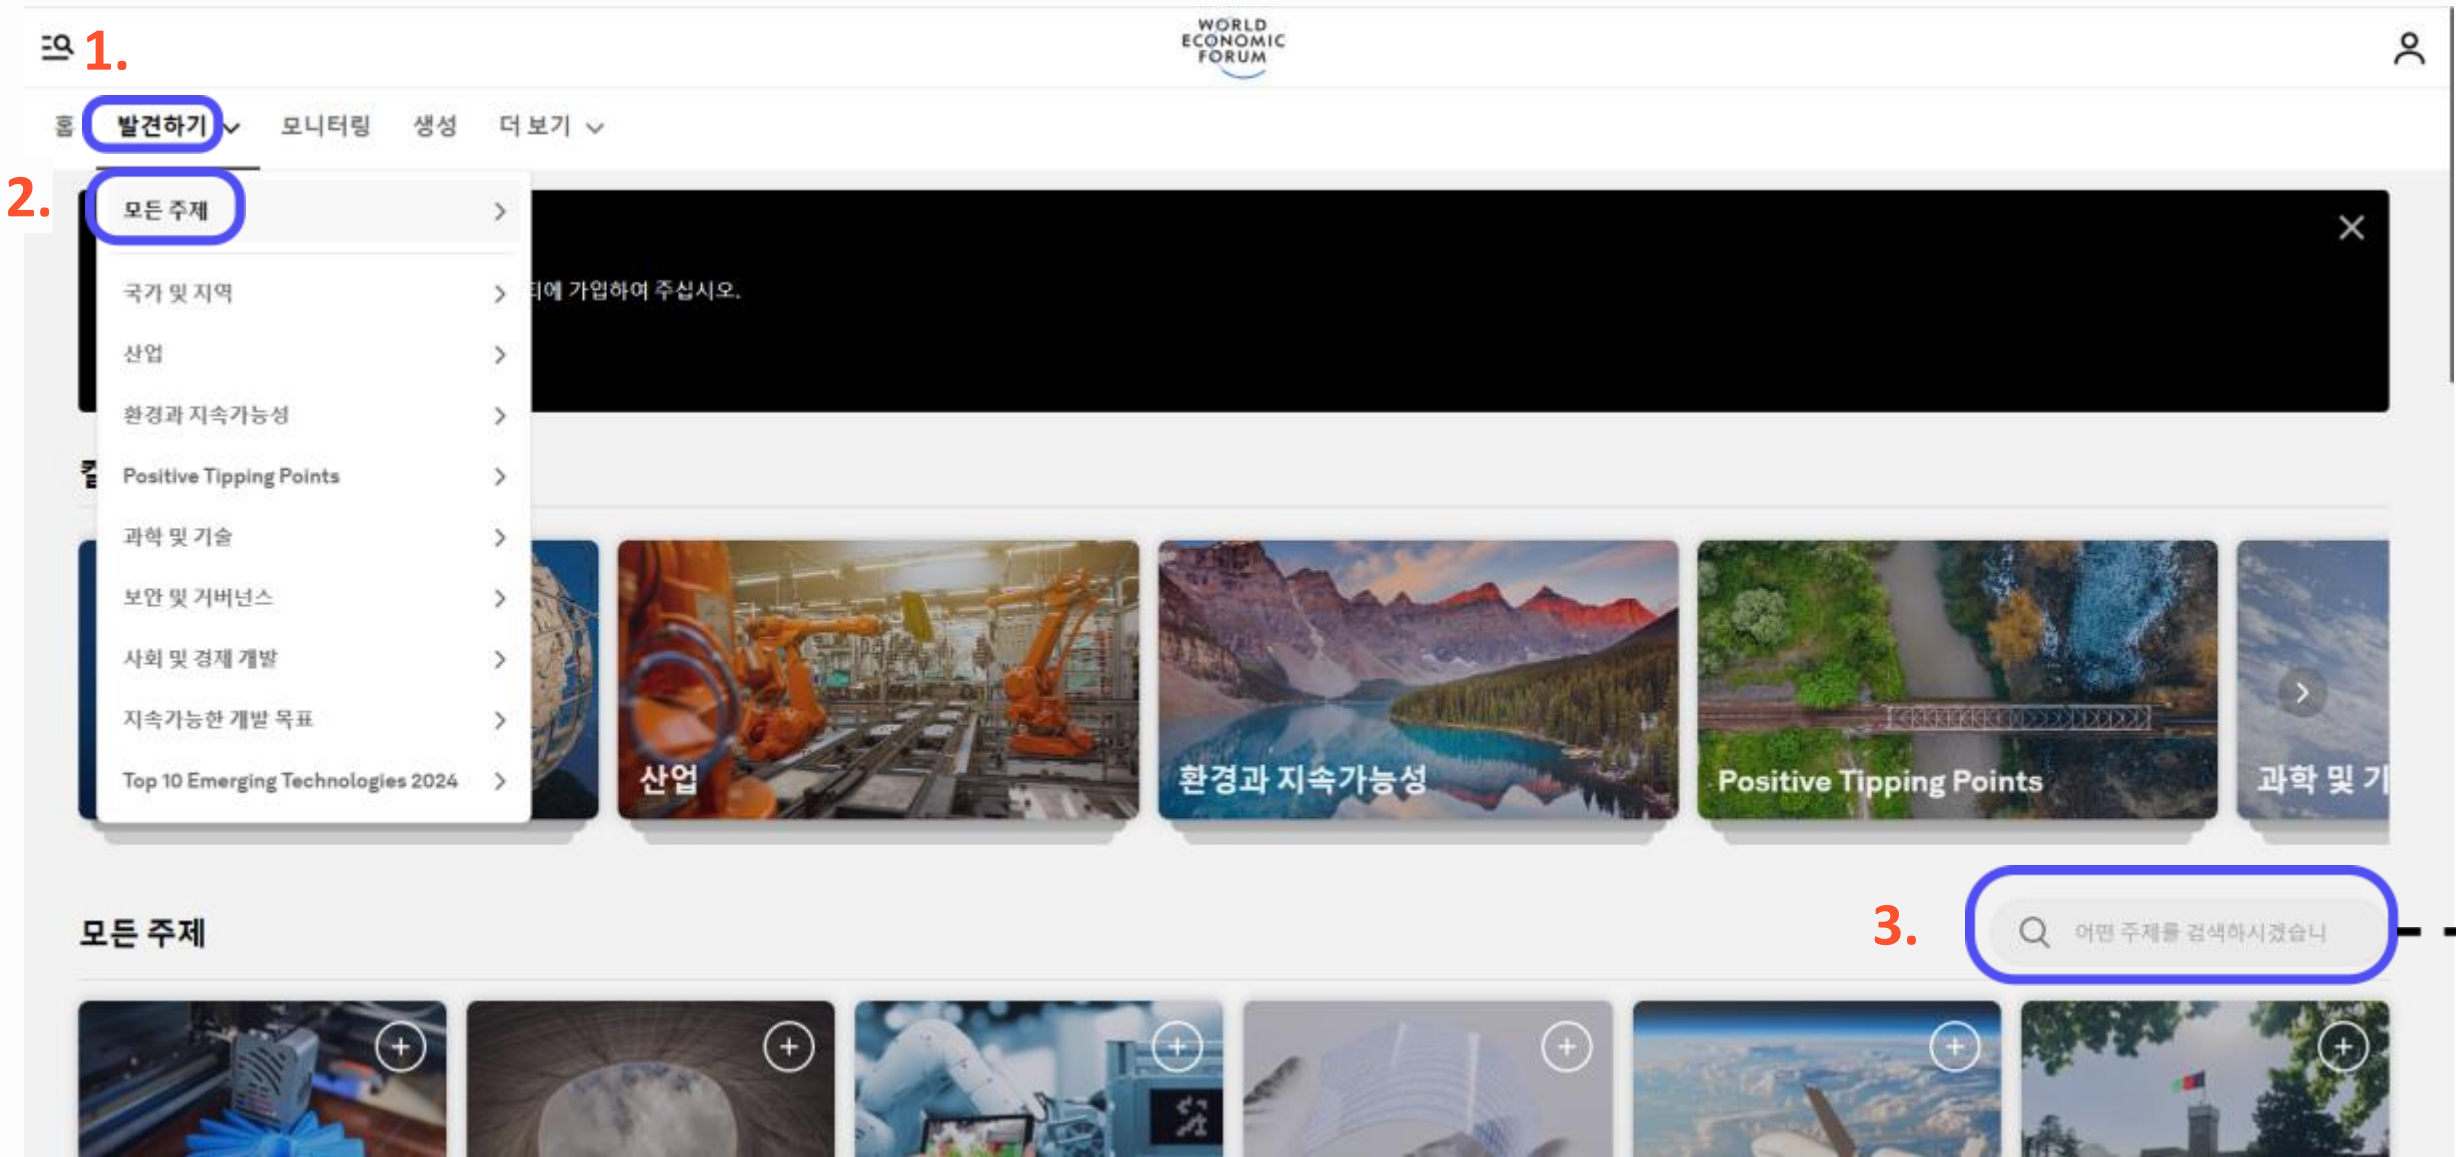 WORLD
ECONOMIC
FORUM
1.
홈 발견하기 모니터링 생성 더 보기
2.
모든 주제
국가 및 지역
에 가입하여 주십시오.
산업
환경과 지속가능성
Positive Tipping Points
과학 및 기술
보안 및 거버넌스
사회 및 경제 개발
지속가능한 개발 목표
Top 10 Emerging Technologies 2024
산업
환경과 지속가능성
Positive Tipping Points
과학 및 기
모든 주제
3.
어떤 주제를 검색하시겠습니